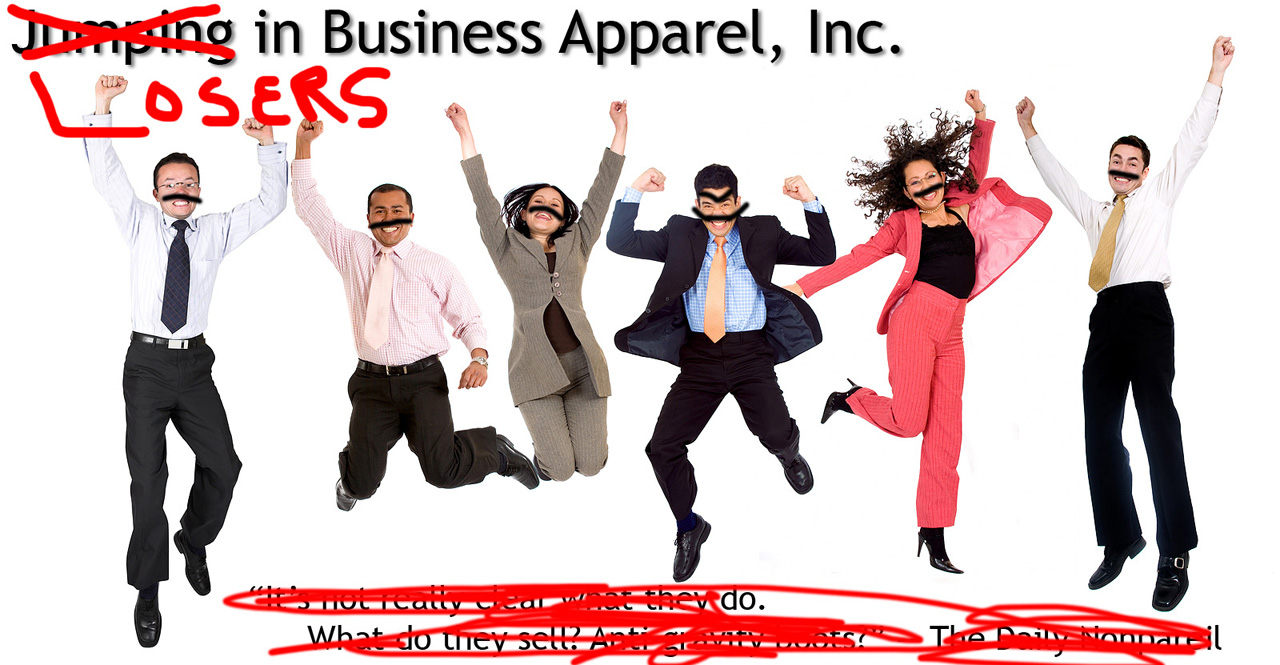 Jumping in Business Apparel, Inc.
LOSERS
“It's not really clear what they do.
What do they sell? Anti-gravity boots?” The Daily Nonpareil